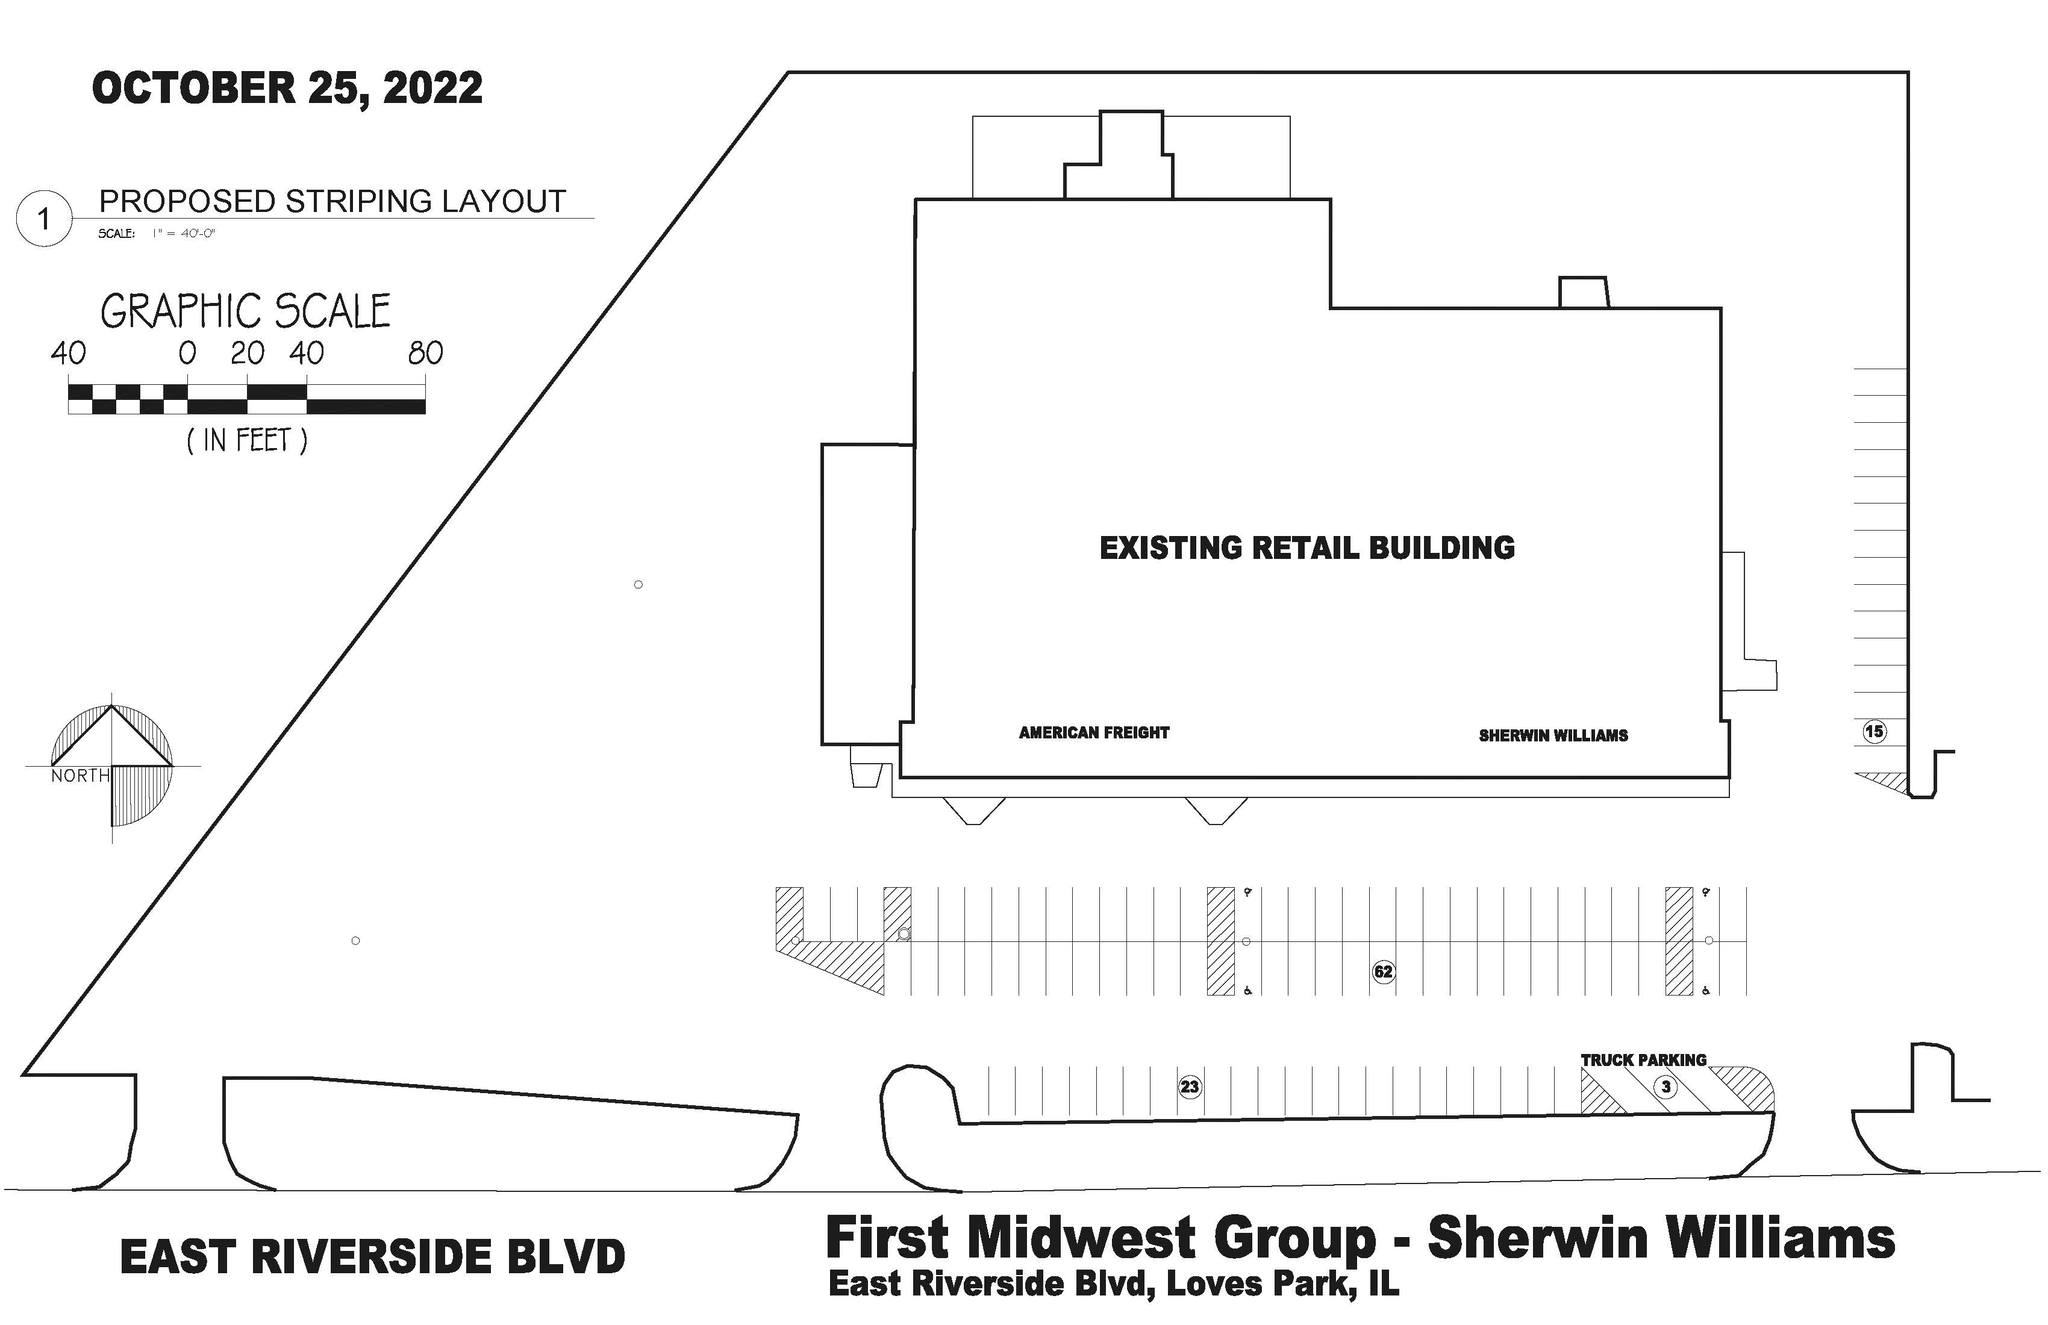 OCTOBER 25, 2022
1
PROPOSED STRIPING LAYOUT
SCALE: 1" = 40'-0"
GRAPHIC SCALE
40 0 20 40 80
( IN FEET )
EXISTING RETAIL BUILDING
AMERICAN FREIGHT
SHERWIN WILLIAMS
15
NORTH
62
TRUCK PARKING
23
3
EAST RIVERSIDE BLVD
First Midwest Group - Sherwin Williams
East Riverside Blvd, Loves Park, IL